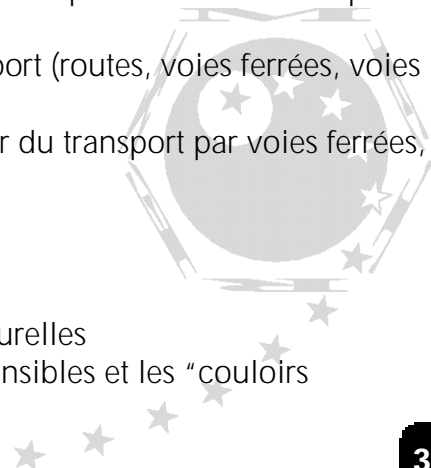 port (routes, voies ferrées, voies
r du transport par voies ferrées,
urelles
nsibles et les “couloirs
3